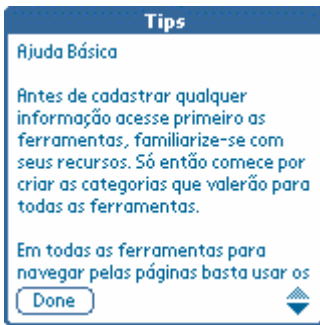 Tips
Ajuda Básica
Antes de cadastrar qualquer
informação acesse primeiro as
ferramentas, familiarize-se com
seus recursos. Só então comece por
criar as categorias que valerão para
todas as ferramentas.
Em todas as ferramentas para
navegar pelas páginas basta usar os
Done